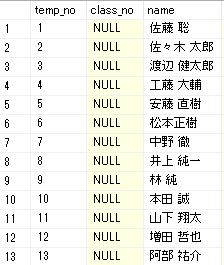 temp_no class_no name
1 1 NULL 佐藤 聡
2 2 NULL 佐々木 太郎
3 3 NULL 渡辺 健太郎
4 4 NULL 工藤 大輔
5 5 NULL 安藤 直樹
6 6 NULL 松本正樹
7 7 NULL 中野 徹
8 8 NULL 井上 純一
9 9 NULL 林 純
10 10 NULL 本田 誠
11 11 NULL 山下 翔太
12 12 NULL 増田 哲也
13 13 NULL 阿部 祐介